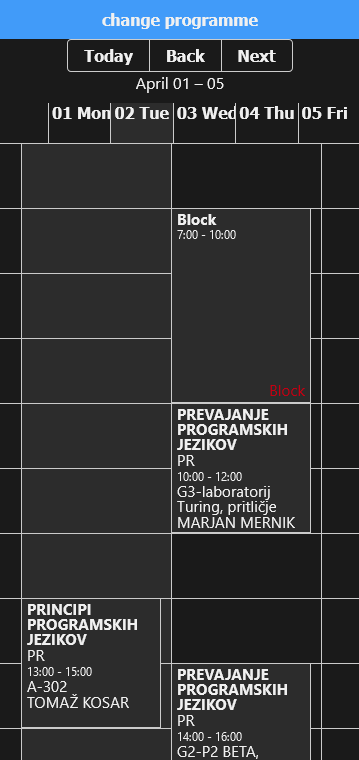 change programme
Today Back Next
April 01 – 05
01 Mon 02 Tue 03 Wed 04 Thu 05 Fri
Block
7:00 - 10:00
Block
PREVAJANJE
PROGRAMSKIH
JEZIKOV
PR
10:00 - 12:00
G3-laboratorij
Turing, pritličje
MARJAN MERNIK
PRINCIPI
PROGRAMSKIH
JEZIKOV
PR
13:00 - 15:00
A-302
TOMAŽ KOSAR
PREVAJANJE
PROGRAMSKIH
JEZIKOV
PR
14:00 - 16:00
G2-P2 BETA,